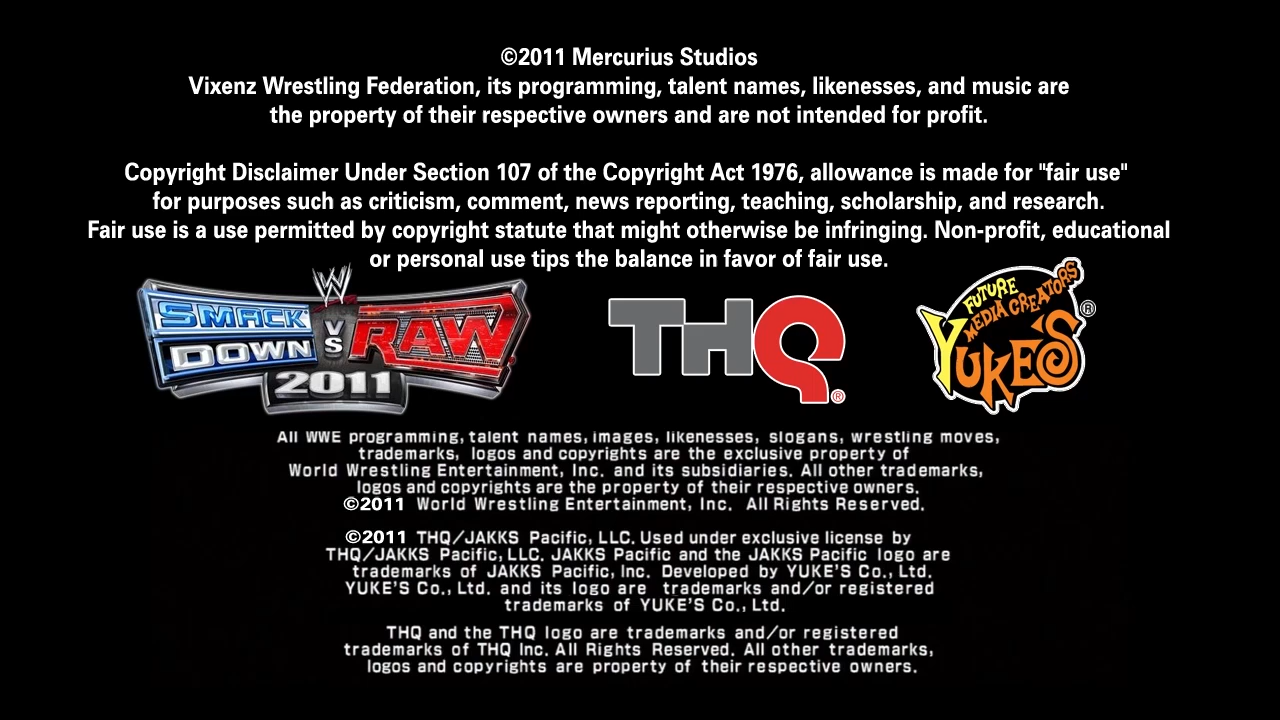 ©2011 Mercurius Studios
Vixenz Wrestling Federation, its programming, talent names, likenesses, and music are
the property of their respective owners and are not intended for profit.
Copyright Disclaimer Under Section 107 of the Copyright Act 1976, allowance is made for "fair use"
for purposes such as criticism, comment, news reporting, teaching, scholarship, and research.
Fair use is a use permitted by copyright statute that might otherwise be infringing. Non-profit, educational
or personal use tips the balance in favor of fair use.
W
SMACK
DOWN
VS
RAW
2011
THQ®
FUTURE
MEDIA CREATORS
YUKE'S®
All WWE programming, talent names, images, likenesses, slogans, wrestling moves,
trademarks, logos and copyrights are the exclusive property of
World Wrestling Entertainment, Inc. and its subsidiaries. All other trademarks,
logos and copyrights are the property of their respective owners.
©2011 World Wrestling Entertainment, Inc. All Rights Reserved.
©2011 THQ/JAKKS Pacific, LLC. Used under exclusive license by
THQ/JAKKS Pacific, LLC. JAKKS Pacific and the JAKKS Pacific logo are
trademarks of JAKKS Pacific, Inc. Developed by YUKE'S Co., Ltd.
YUKE'S Co., Ltd. and its logo are trademarks and/or registered
trademarks of YUKE'S Co., Ltd.
THQ and the THQ logo are trademarks and/or registered
trademarks of THQ Inc. All Rights Reserved. All other trademarks,
logos and copyrights are property of their respective owners.